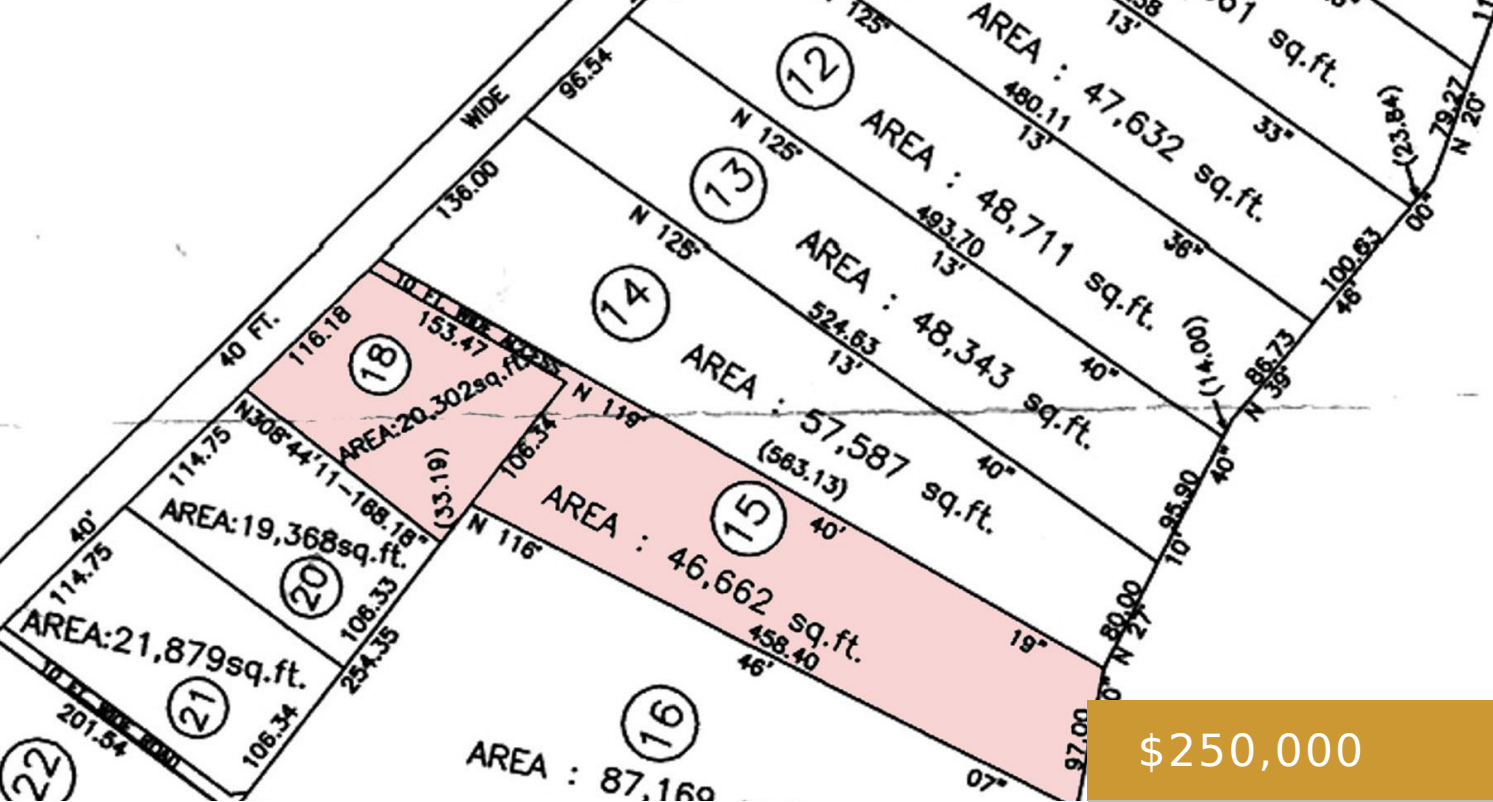 N 125°
13'
33"
AREA : 47,632 sq.ft.
480.11
13'
36"
79.27
N 20°
(23.84)
00"
12
AREA : 48,711 sq.ft.
96.54
WIDE
N 125°
493.70
13'
40"
100.63
46'
13
AREA : 48,343 sq.ft.
136.00
N 125°
524.63
13'
40"
86.73
N 39°
(14.00)
40"
14
AREA : 57,587 sq.ft.
95.90
10'
10 FT. WIDE ACCESS
153.47
116.18
18
AREA:20,302sq.ft.
40 FT.
N 119°
(563.13)
40'
19"
80.00
N 27°
106.34
(33.19)
15
AREA : 46,662 sq.ft.
N308°44'11-168.18"
114.75
AREA:19,368sq.ft.
20
106.33
N 116°
458.40
46'
07"
97.00
40'
114.75
AREA:21,879sq.ft.
21
254.35
106.34
10 FT. WIDE ROAD
201.54
22
16
AREA : 87,169
$250,000